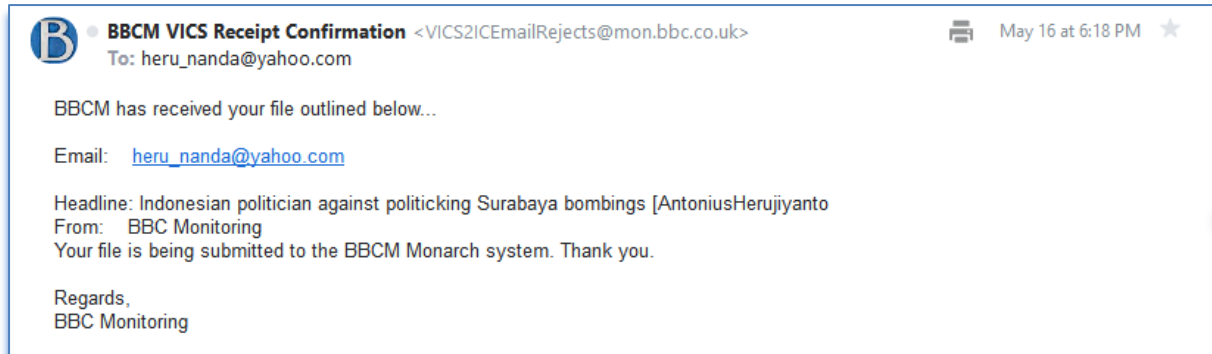 B
BBCM VICS Receipt Confirmation <VICS2ICEmailRejects@mon.bbc.co.uk> May 16 at 6:18 PM
To: heru_nanda@yahoo.com
BBCM has received your file outlined below...
Email: heru_nanda@yahoo.com
Headline: Indonesian politician against politicking Surabaya bombings [AntoniusHerujiyanto
From: BBC Monitoring
Your file is being submitted to the BBCM Monarch system. Thank you.
Regards,
BBC Monitoring